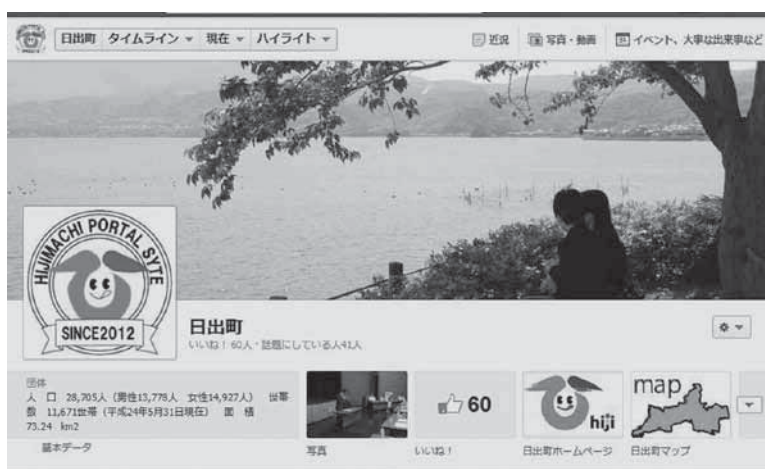 日出町 タイムライン 現在 ハイライト
近況 写真・動画 31 イベント、大事な出来事など
HIJIMACHI PORTAL SYTE
SINCE2012
日出町
いいね！60人・話題にしている人41人
団体
人 口 28,705人（男性13,778人 女性14,927人） 世帯
数 11,671世帯（平成24年5月31日現在） 面 積
73.24 km2
基本データ
60
hiji
map
写真
いいね！
日出町ホームページ
日出町マップ